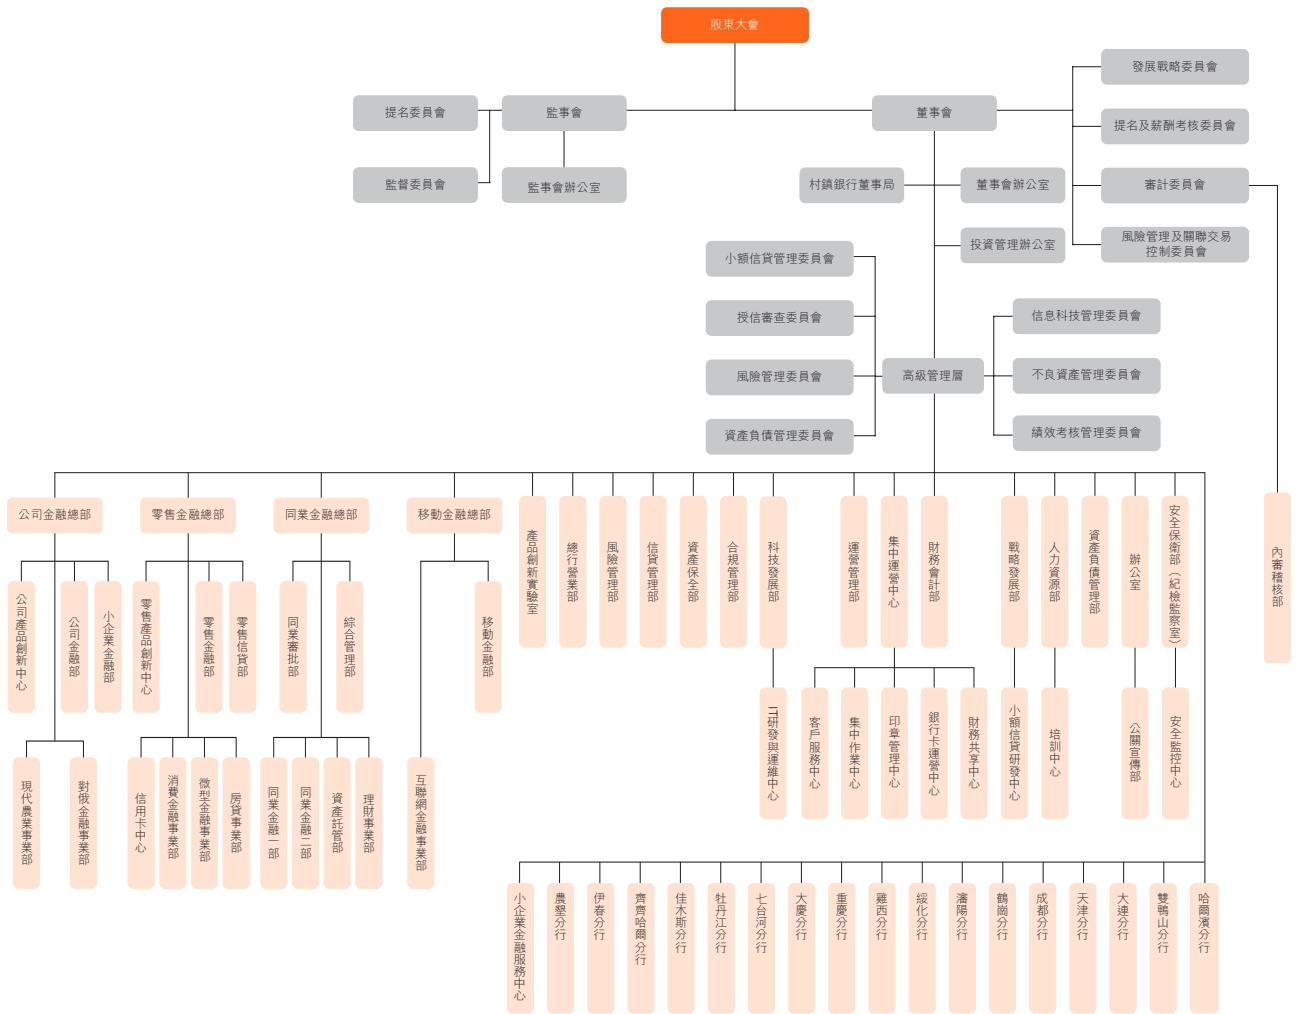 股東大會
發展戰略委員會
提名委員會
監事會
董事會
提名及薪酬考核委員會
監督委員會
監事會辦公室
村鎮銀行董事局
董事會辦公室
審計委員會
投資管理辦公室
風險管理及關聯交易
控制委員會
小額信貸管理委員會
授信審查委員會
信息科技管理委員會
風險管理委員會
高級管理層
不良資產管理委員會
資產負債管理委員會
績效考核管理委員會
公司金融總部
零售金融總部
同業金融總部
移動金融總部
產品創新實驗室
總行營業部
風險管理部
信貸管理部
資產保全部
合規管理部
科技發展部
運營管理部
集中運營中心
財務會計部
戰略發展部
人力資源部
資產負債管理部
辦公室
安全保衛部（紀檢監察室）
內審稽核部
公司產品創新中心
公司金融部
小企業金融部
零售產品創新中心
零售金融部
零售信貸部
同業審批部
綜合管理部
移動金融部
IT研發與運維中心
客戶服務中心
集中作業中心
印章管理中心
銀行卡運營中心
財務共享中心
小額信貸研發中心
培訓中心
公關宣傳部
安全監控中心
現代農業事業部
對俄金融事業部
信用卡中心
消費金融事業部
微型金融事業部
房貸事業部
同業金融一部
同業金融二部
資產託管部
理財事業部
互聯網金融事業部
小企業金融服務中心
農墾分行
伊春分行
齊齊哈爾分行
佳木斯分行
牡丹江分行
七台河分行
大慶分行
重慶分行
雞西分行
綏化分行
瀋陽分行
鶴崗分行
成都分行
天津分行
大連分行
雙鴨山分行
哈爾濱分行